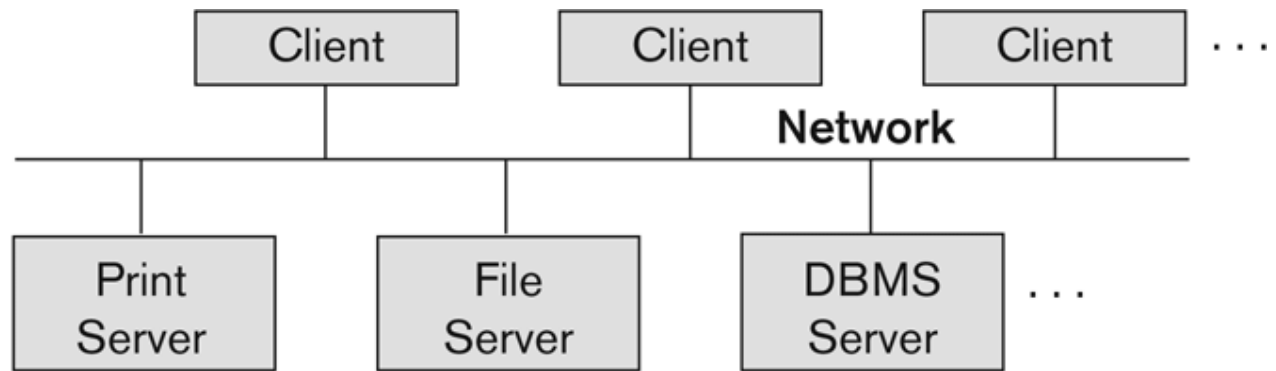 Client Client Client . . .
Network
Print File DBMS . . .
Server Server Server